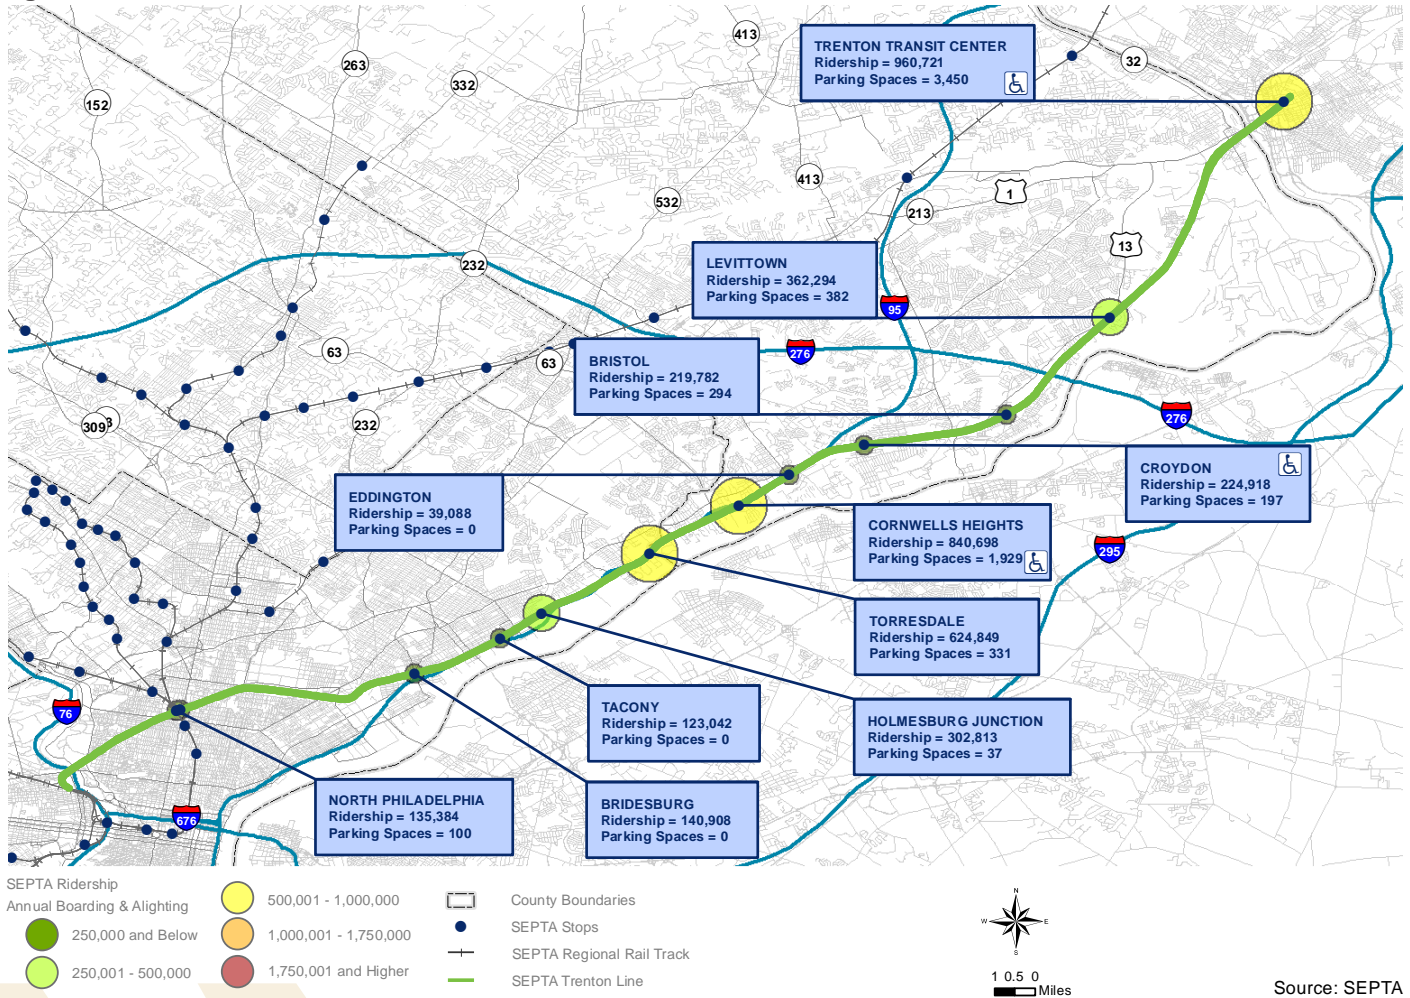 413
263
332
152
TRENTON TRANSIT CENTER
Ridership = 960,721
Parking Spaces = 3,450
32
413
532
213
1
13
232
LEVITTOWN
Ridership = 362,294
Parking Spaces = 382
95
276
63
63
BRISTOL
Ridership = 219,782
Parking Spaces = 294
276
309
232
CROYDON
Ridership = 224,918
Parking Spaces = 197
EDDINGTON
Ridership = 39,088
Parking Spaces = 0
CORNWELLS HEIGHTS
Ridership = 840,698
Parking Spaces = 1,929
295
TORRESDALE
Ridership = 624,849
Parking Spaces = 331
TACONY
Ridership = 123,042
Parking Spaces = 0
HOLMESBURG JUNCTION
Ridership = 302,813
Parking Spaces = 37
76
676
NORTH PHILADELPHIA
Ridership = 135,384
Parking Spaces = 100
BRIDESBURG
Ridership = 140,908
Parking Spaces = 0
SEPTA Ridership
Annual Boarding & Alighting
250,000 and Below
250,001 - 500,000
500,001 - 1,000,000
1,000,001 - 1,750,000
1,750,001 and Higher
County Boundaries
SEPTA Stops
SEPTA Regional Rail Track
SEPTA Trenton Line
N
W E
S
1 0.5 0
Miles
Source: SEPTA